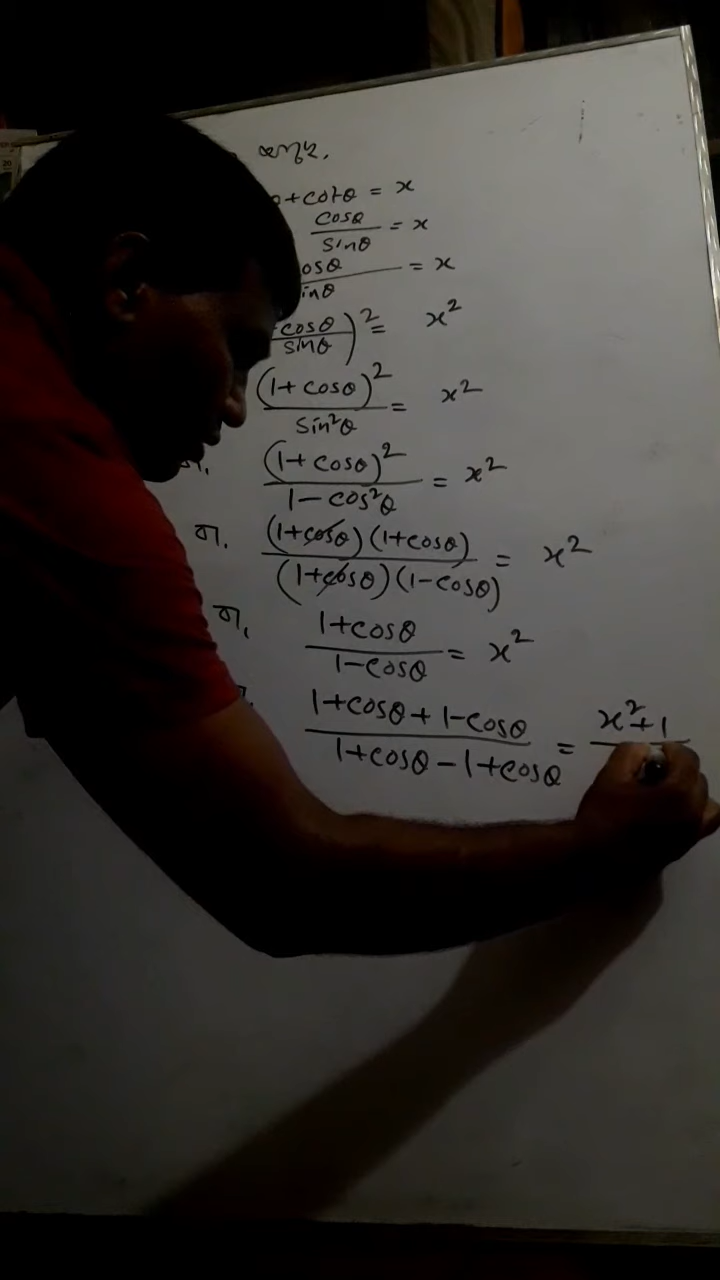 θ+cotθ = x
cosθ/sinθ = x
osθ/inθ = x
cosθ/sinθ)² = x²
(1+cosθ)²/sin²θ = x²
(1+cosθ)²/1-cos²θ = x²
বা, (1+cosθ)(1+cosθ)/(1+cosθ)(1-cosθ) = x²
বা, 1+cosθ/1-cosθ = x²
1+cosθ+1-cosθ/1+cosθ-1+cosθ = x²+1